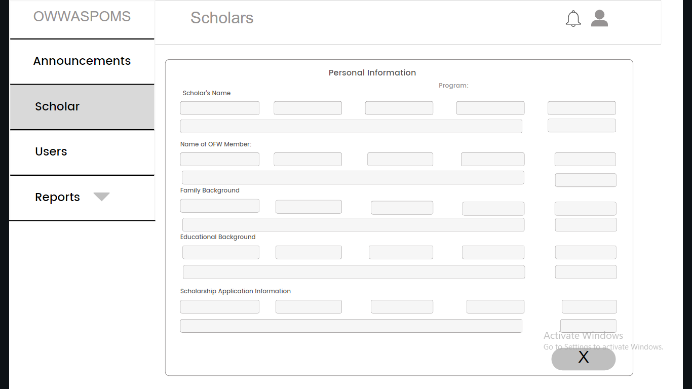 OWWASPOMS
Scholars
Announcements
Scholar
Users
Reports
Personal Information
Program:
Scholar's Name
Name of OFW Member:
Family Background
Educational Background
Scholarship Application Information
Activate Windows
Go to Settings to activate Windows.
X